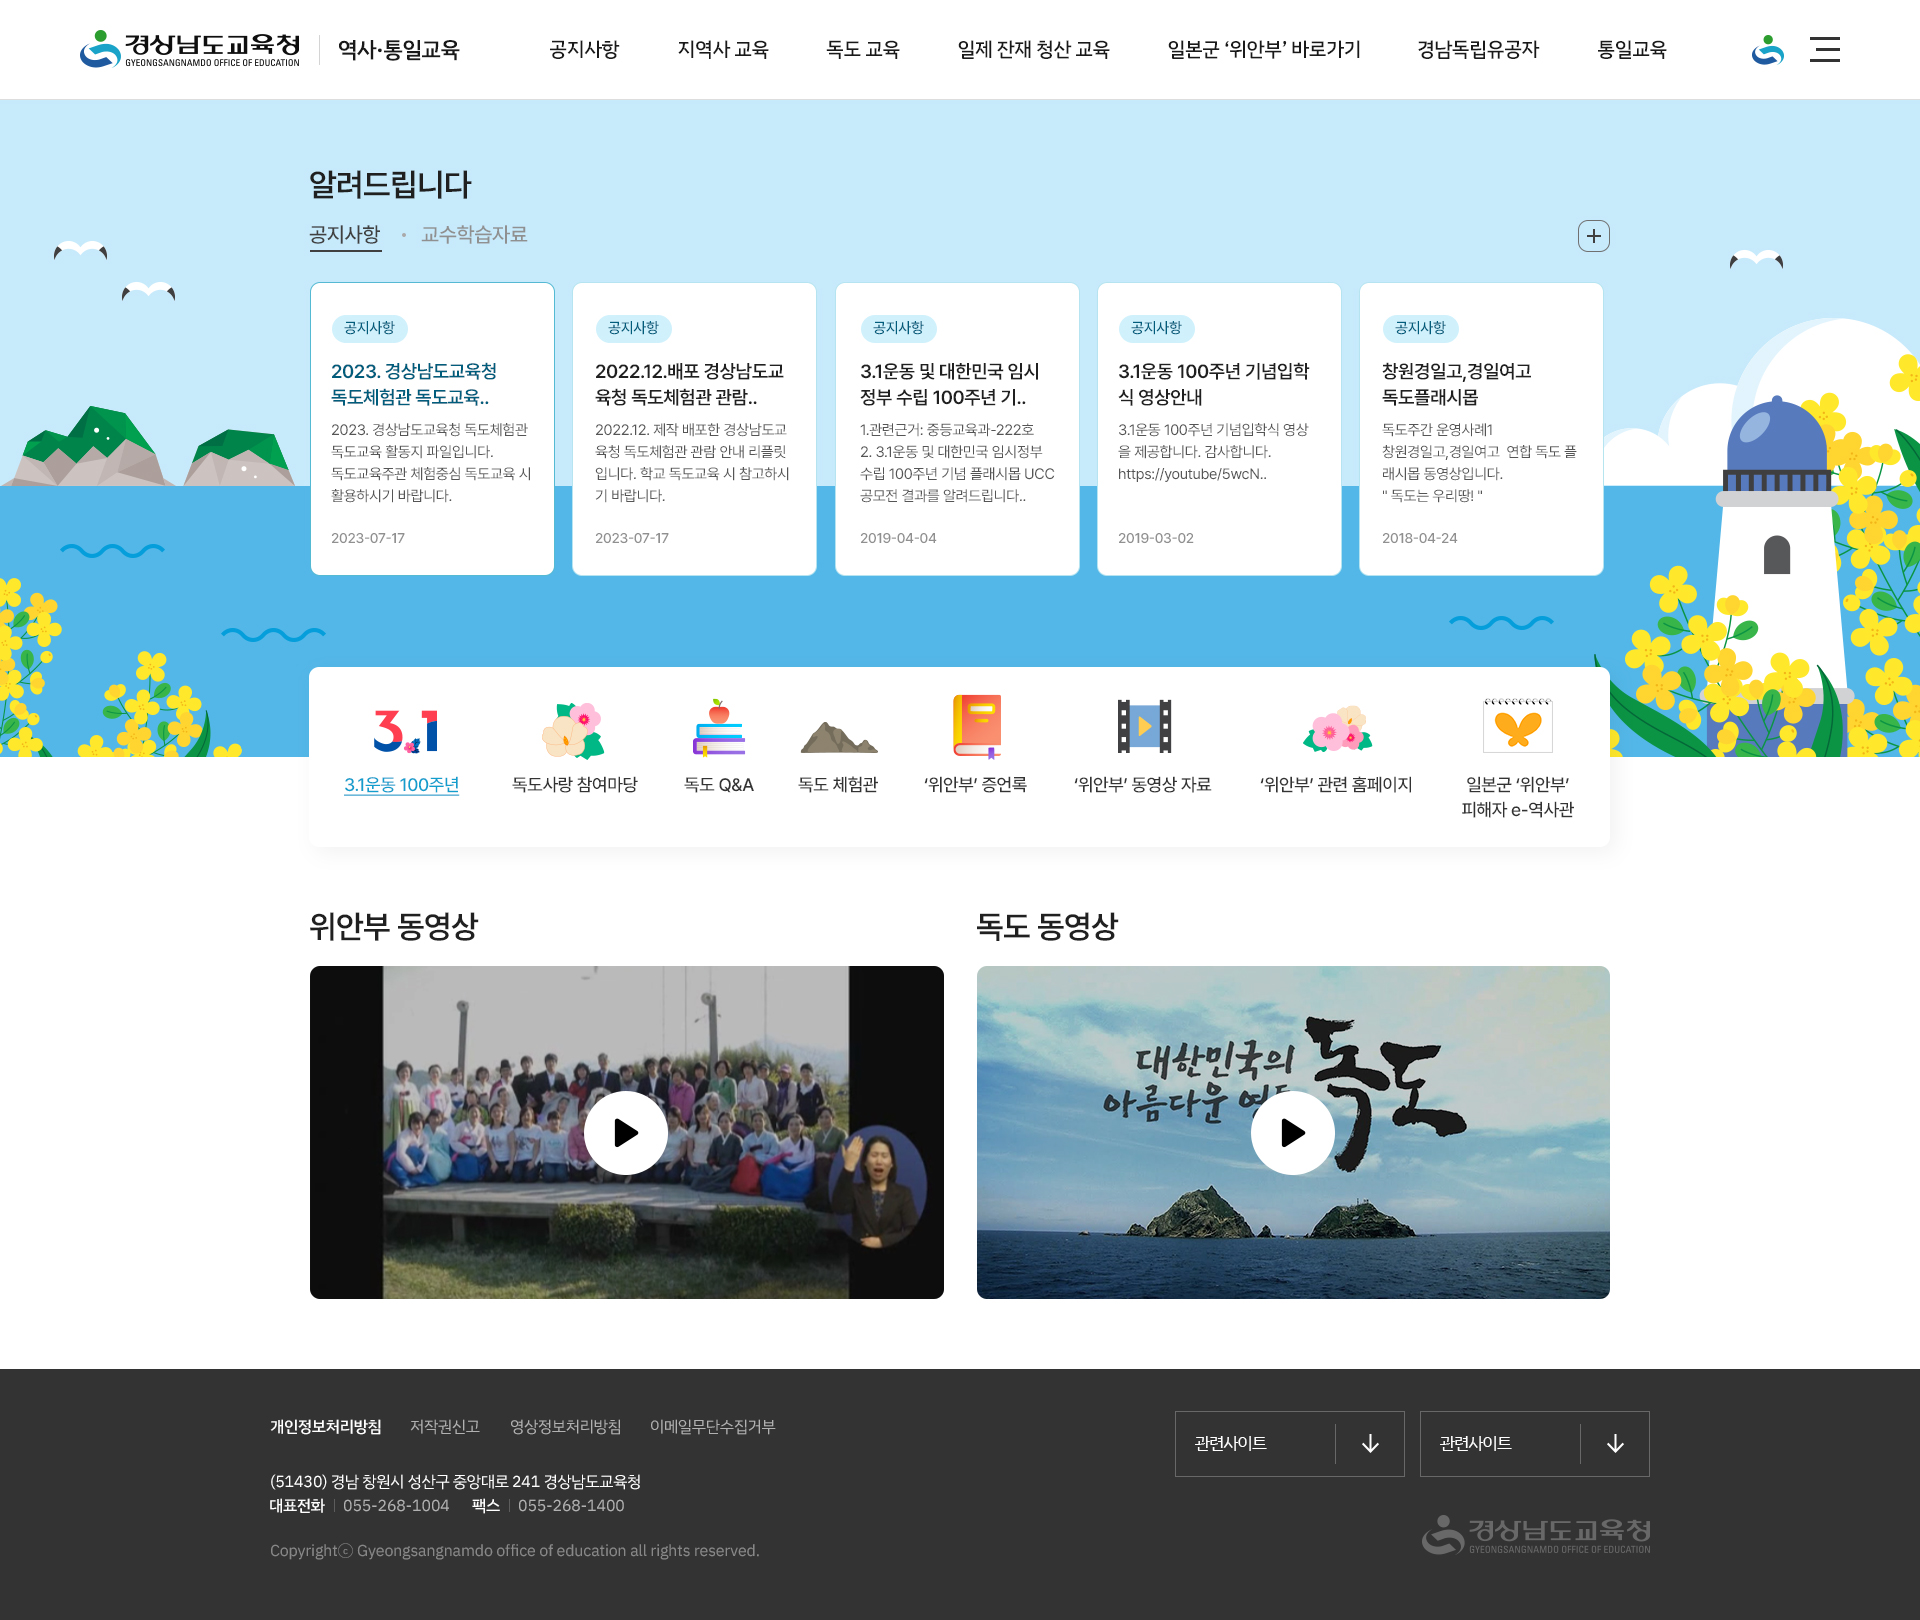 경상남도교육청
GYEONGSANGNAMDO OFFICE OF EDUCATION
역사·통일교육
공지사항
지역사 교육
독도 교육
일제 잔재 청산 교육
일본군 ‘위안부’ 바로가기
경남독립유공자
통일교육
알려드립니다
공지사항
교수학습자료
공지사항
2023. 경상남도교육청
독도체험관 독도교육..
2023. 경상남도교육청 독도체험관
독도교육 활동지 파일입니다.
독도교육주관 체험중심 독도교육 시
활용하시기 바랍니다.
2023-07-17
공지사항
2022.12.배포 경상남도교
육청 독도체험관 관람..
2022.12. 제작 배포한 경상남도교
육청 독도체험관 관람 안내 리플릿
입니다. 학교 독도교육 시 참고하시
기 바랍니다.
2023-07-17
공지사항
3.1운동 및 대한민국 임시
정부 수립 100주년 기..
1.관련근거: 중등교육과-222호
2. 3.1운동 및 대한민국 임시정부
수립 100주년 기념 플래시몹 UCC
공모전 결과를 알려드립니다..
2019-04-04
공지사항
3.1운동 100주년 기념입학
식 영상안내
3.1운동 100주년 기념입학식 영상
을 제공합니다. 감사합니다.
https://youtube/5wcN..
2019-03-02
공지사항
창원경일고,경일여고
독도플래시몹
독도주간 운영사례1
창원경일고,경일여고 연합 독도 플
래시몹 동영상입니다.
" 독도는 우리땅! "
2018-04-24
3.1
3.1운동 100주년
독도사랑 참여마당
독도 Q&A
독도 체험관
‘위안부’ 증언록
‘위안부’ 동영상 자료
‘위안부’ 관련 홈페이지
일본군 ‘위안부’
피해자 e-역사관
위안부 동영상
독도 동영상
대한민국의
아름다운
독도
개인정보처리방침
저작권신고
영상정보처리방침
이메일무단수집거부
(51430) 경남 창원시 성산구 중앙대로 241 경상남도교육청
대표전화 055-268-1004 팩스 055-268-1400
Copyrightⓒ Gyeongsangnamdo office of education all rights reserved.
관련사이트
관련사이트
경상남도교육청
GYEONGSANGNAMDO OFFICE OF EDUCATION